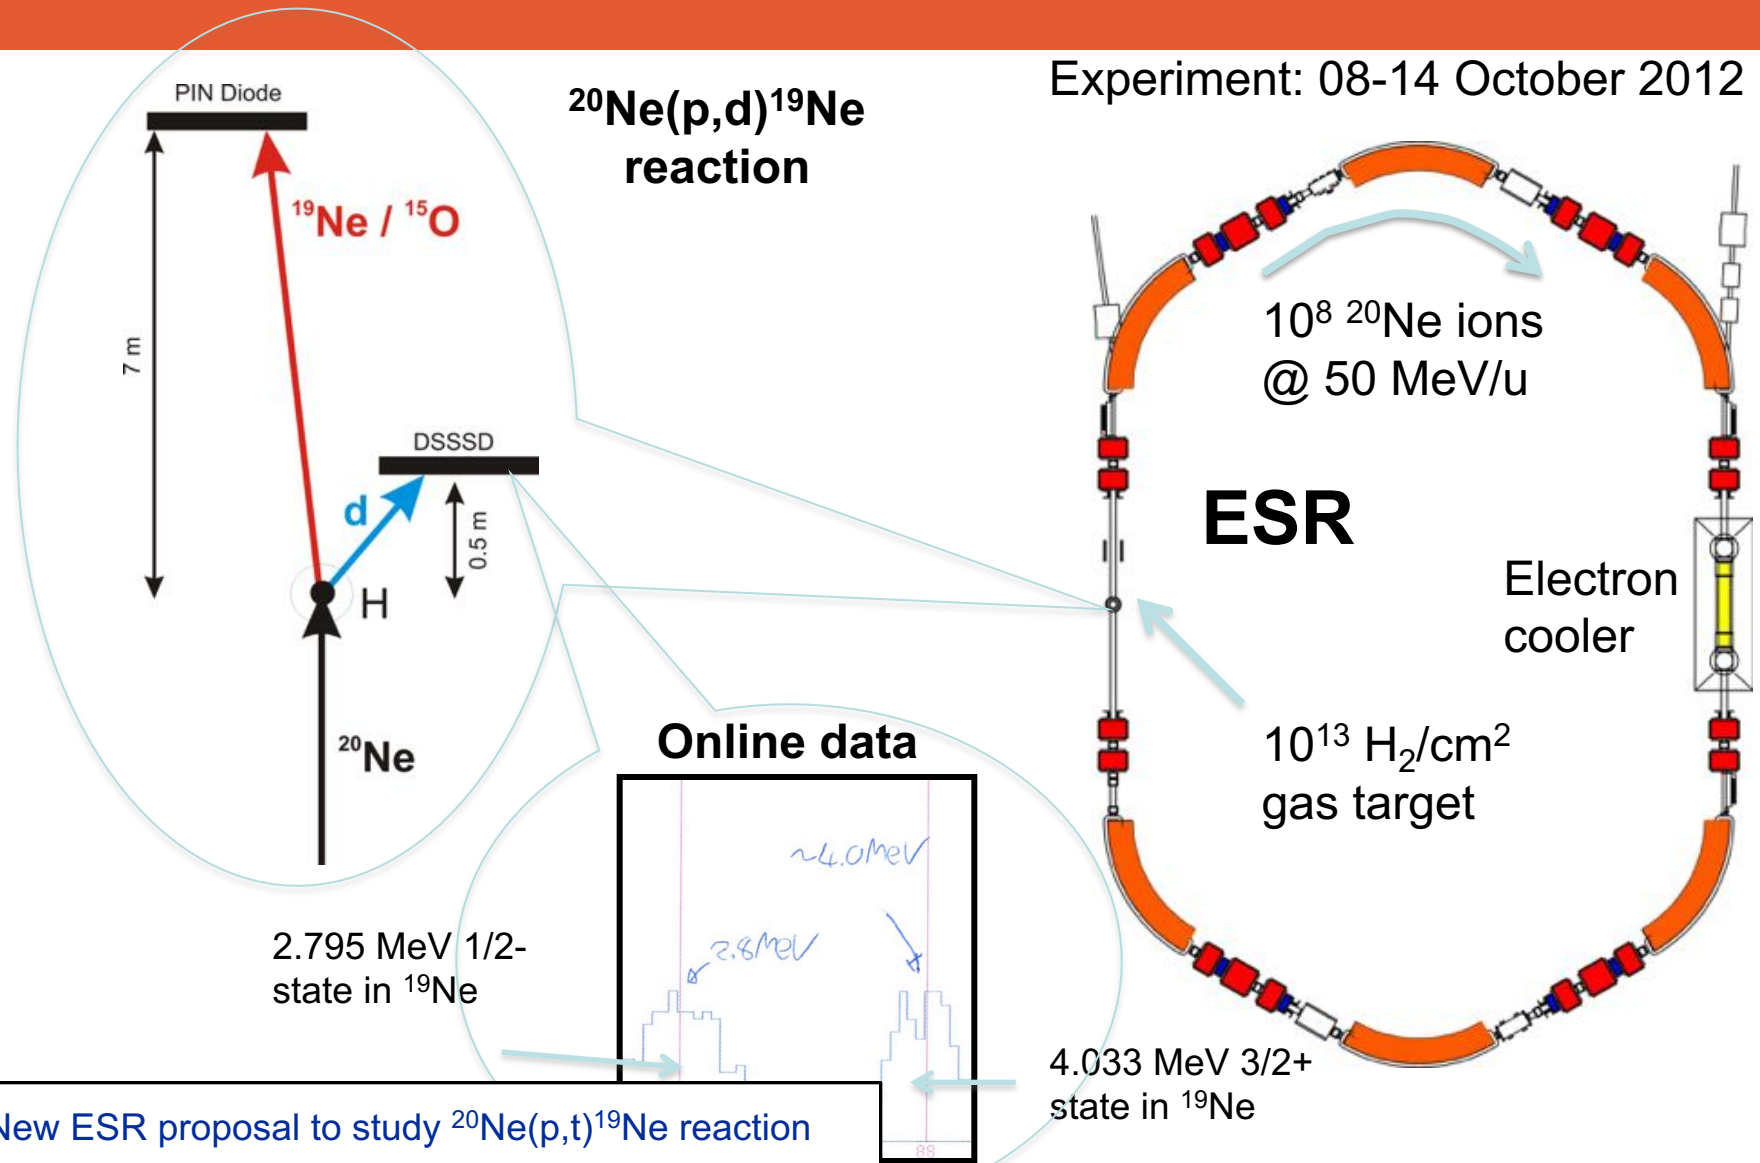 Experiment: 08-14 October 2012
PIN Diode
²⁰Ne(p,d)¹⁹Ne
reaction
¹⁹Ne / ¹⁵O
7 m
DSSSD
d
0.5 m
H
²⁰Ne
10⁸ ²⁰Ne ions
@ 50 MeV/u
ESR
Electron
cooler
10¹³ H₂/cm²
gas target
Online data
~4.0MeV
2.8MeV
88
2.795 MeV 1/2-
state in ¹⁹Ne
4.033 MeV 3/2+
state in ¹⁹Ne
New ESR proposal to study ²⁰Ne(p,t)¹⁹Ne reaction